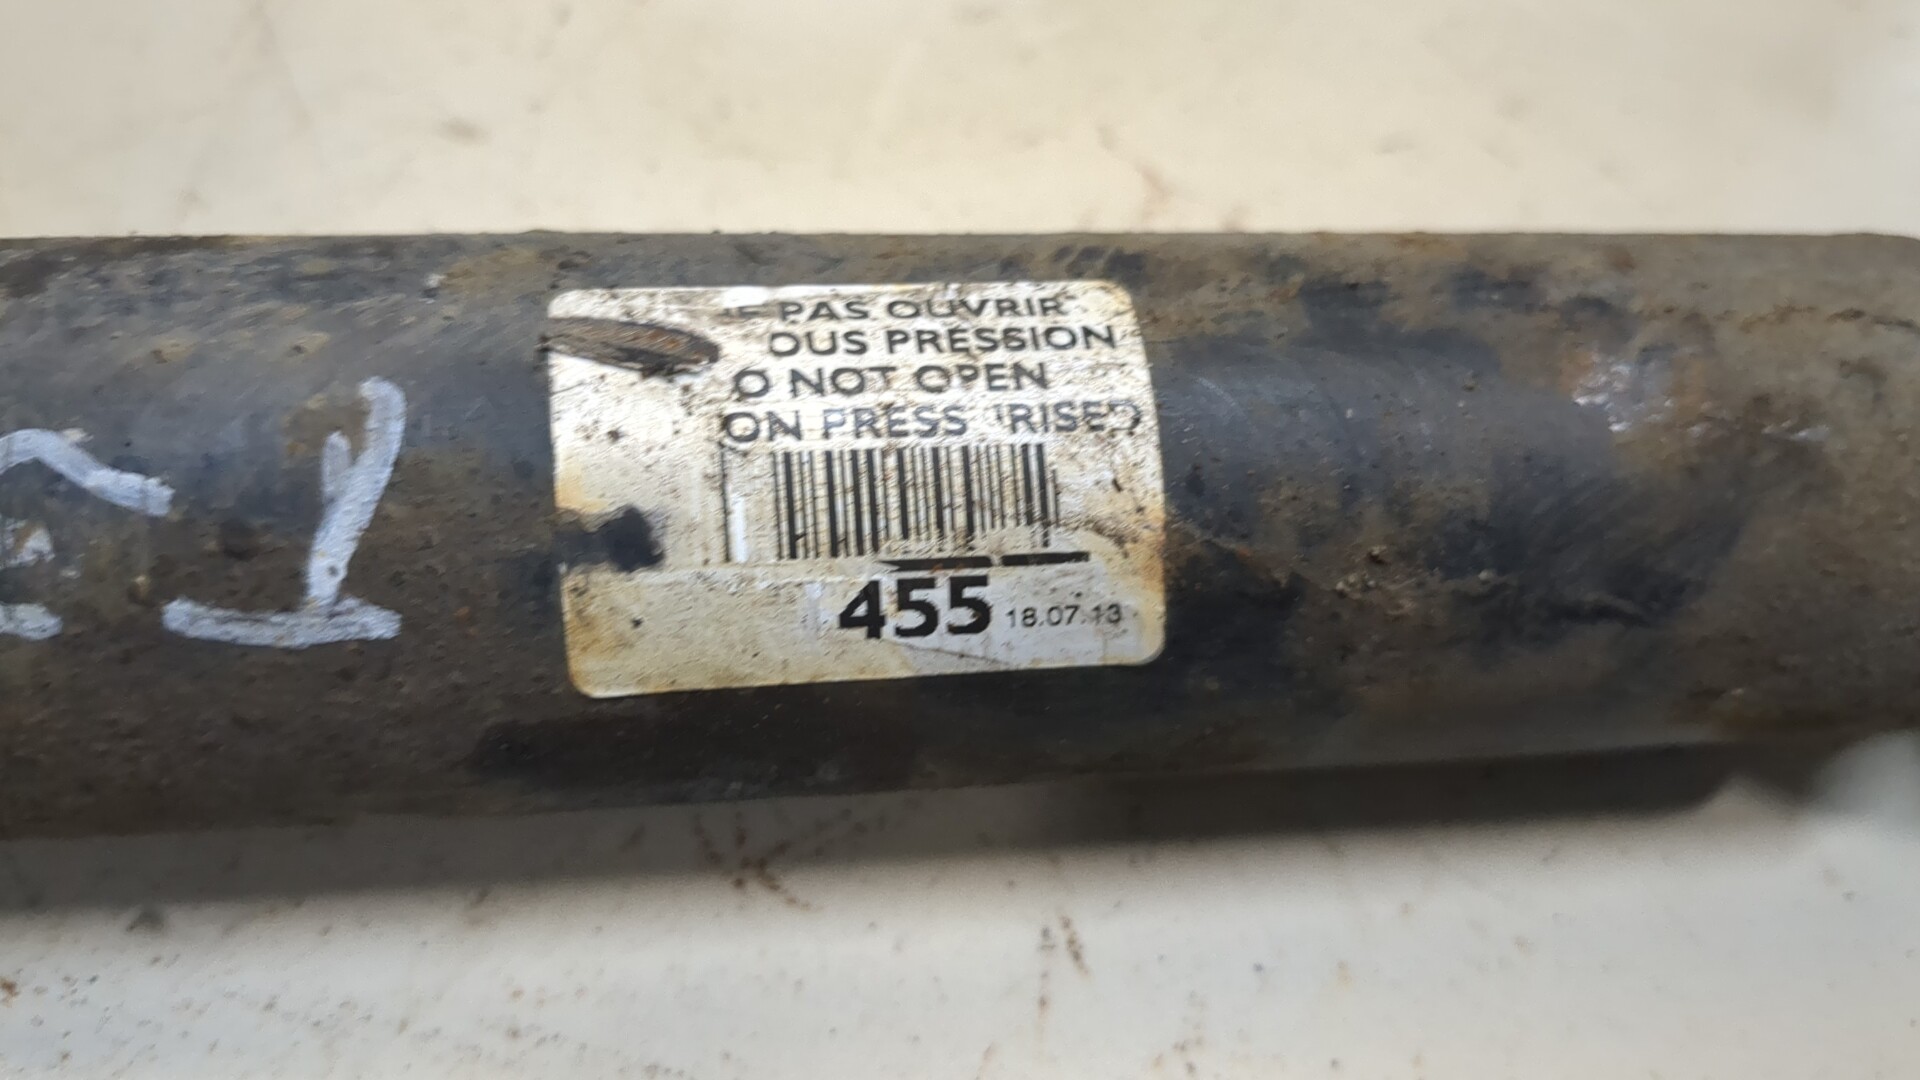 PAS OUVRIR
OUS PRESSION
O NOT OPEN
ON PRESS RISED
455 18.07.13